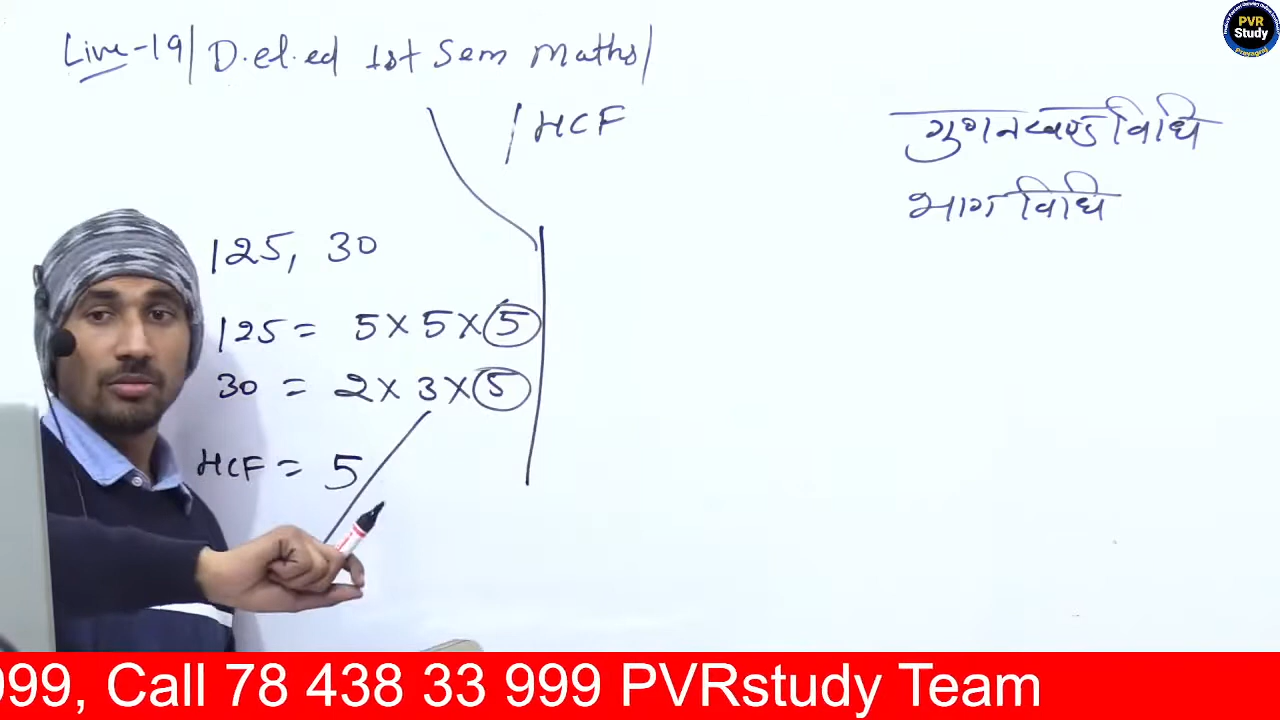 Live-19/ D.el.ed 1st Sem Maths/
/HCF
गुणनखण्ड विधि
भाग विधि
125, 30
125 = 5 × 5 × 5
30 = 2 × 3 × 5
HCF = 5
PVR
Study
Prayagraj
999, Call 78 438 33 999 PVRstudy Team